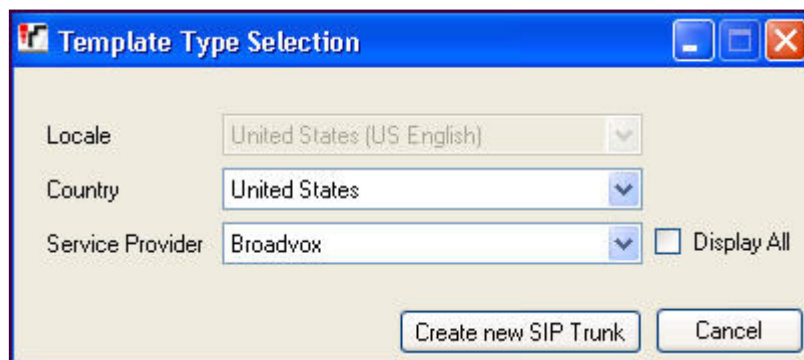 Template Type Selection
Locale United States (US English)
Country United States
Service Provider Broadvox Display All
Create new SIP Trunk Cancel